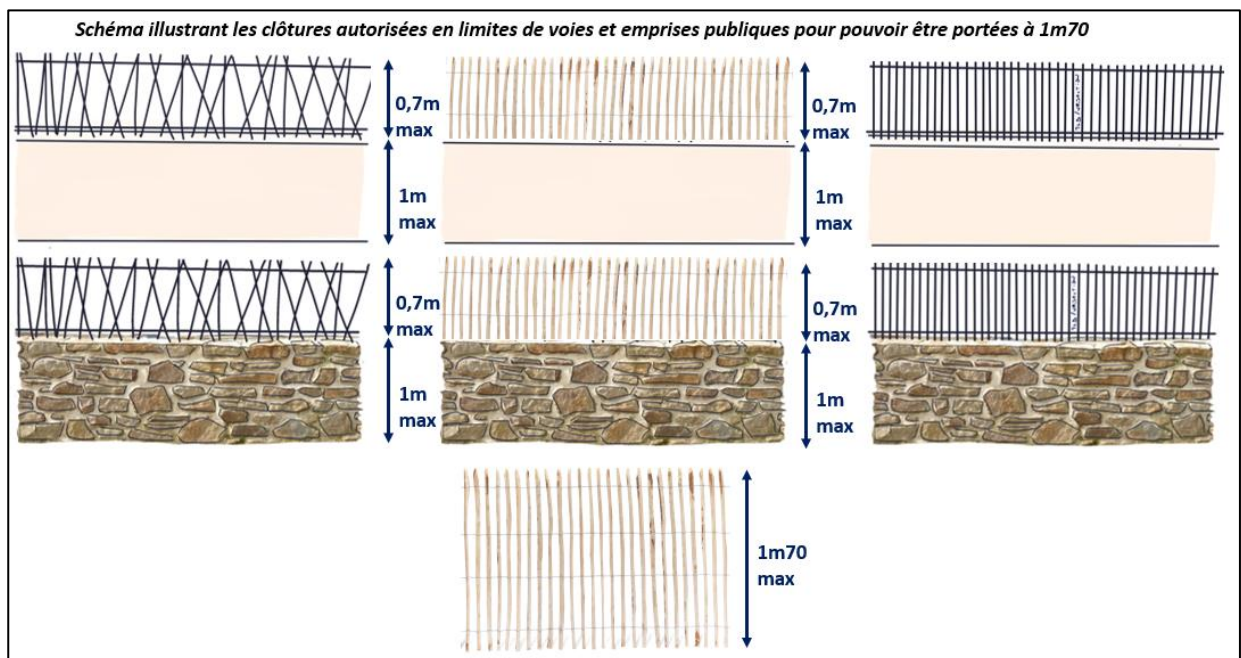 Schéma illustrant les clôtures autorisées en limites de voies et emprises publiques pour pouvoir être portées à 1m70
0,7m
max
0,7m
max
1m
max
1m
max
0,7m
max
0,7m
max
1m
max
1m
max
1m70
max